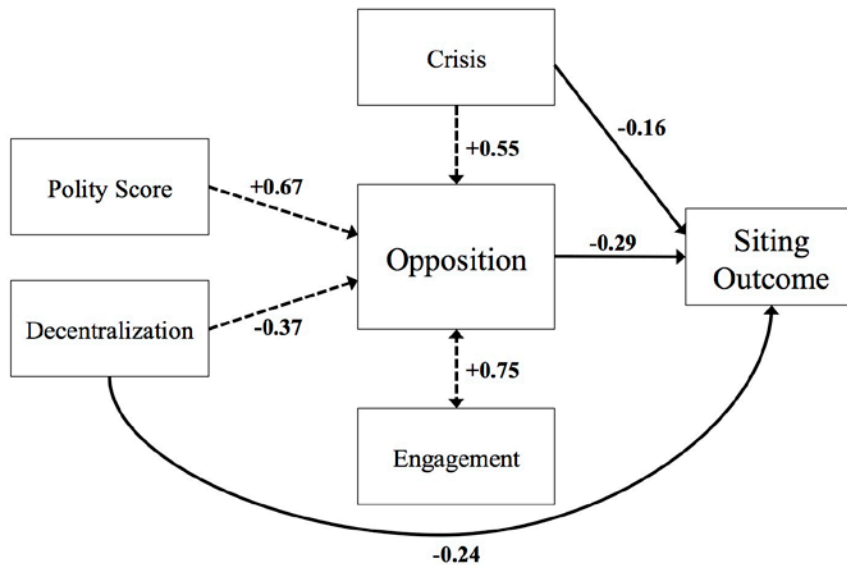 Crisis
-0.16
+0.55
Polity Score
+0.67
Opposition
-0.29
Siting
Outcome
Decentralization
-0.37
+0.75
Engagement
-0.24